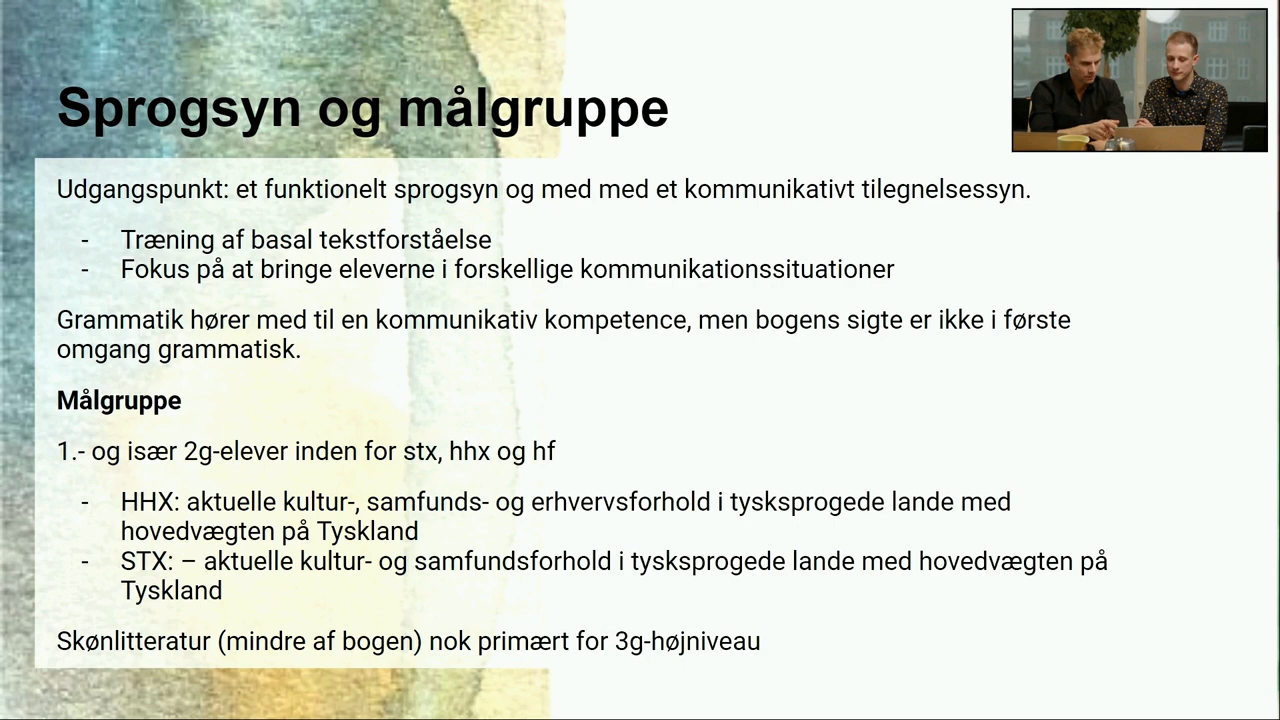 Sprogsyn og målgruppe
Udgangspunkt: et funktionelt sprogsyn og med med et kommunikativt tilegnelsessyn.
- Træning af basal tekstforståelse
- Fokus på at bringe eleverne i forskellige kommunikationssituationer
Grammatik hører med til en kommunikativ kompetence, men bogens sigte er ikke i første
omgang grammatisk.
Målgruppe
1.- og især 2g-elever inden for stx, hhx og hf
- HHX: aktuelle kultur-, samfunds- og erhvervsforhold i tysksprogede lande med
hovedvægten på Tyskland
- STX: – aktuelle kultur- og samfundsforhold i tysksprogede lande med hovedvægten på
Tyskland
Skønlitteratur (mindre af bogen) nok primært for 3g-højniveau